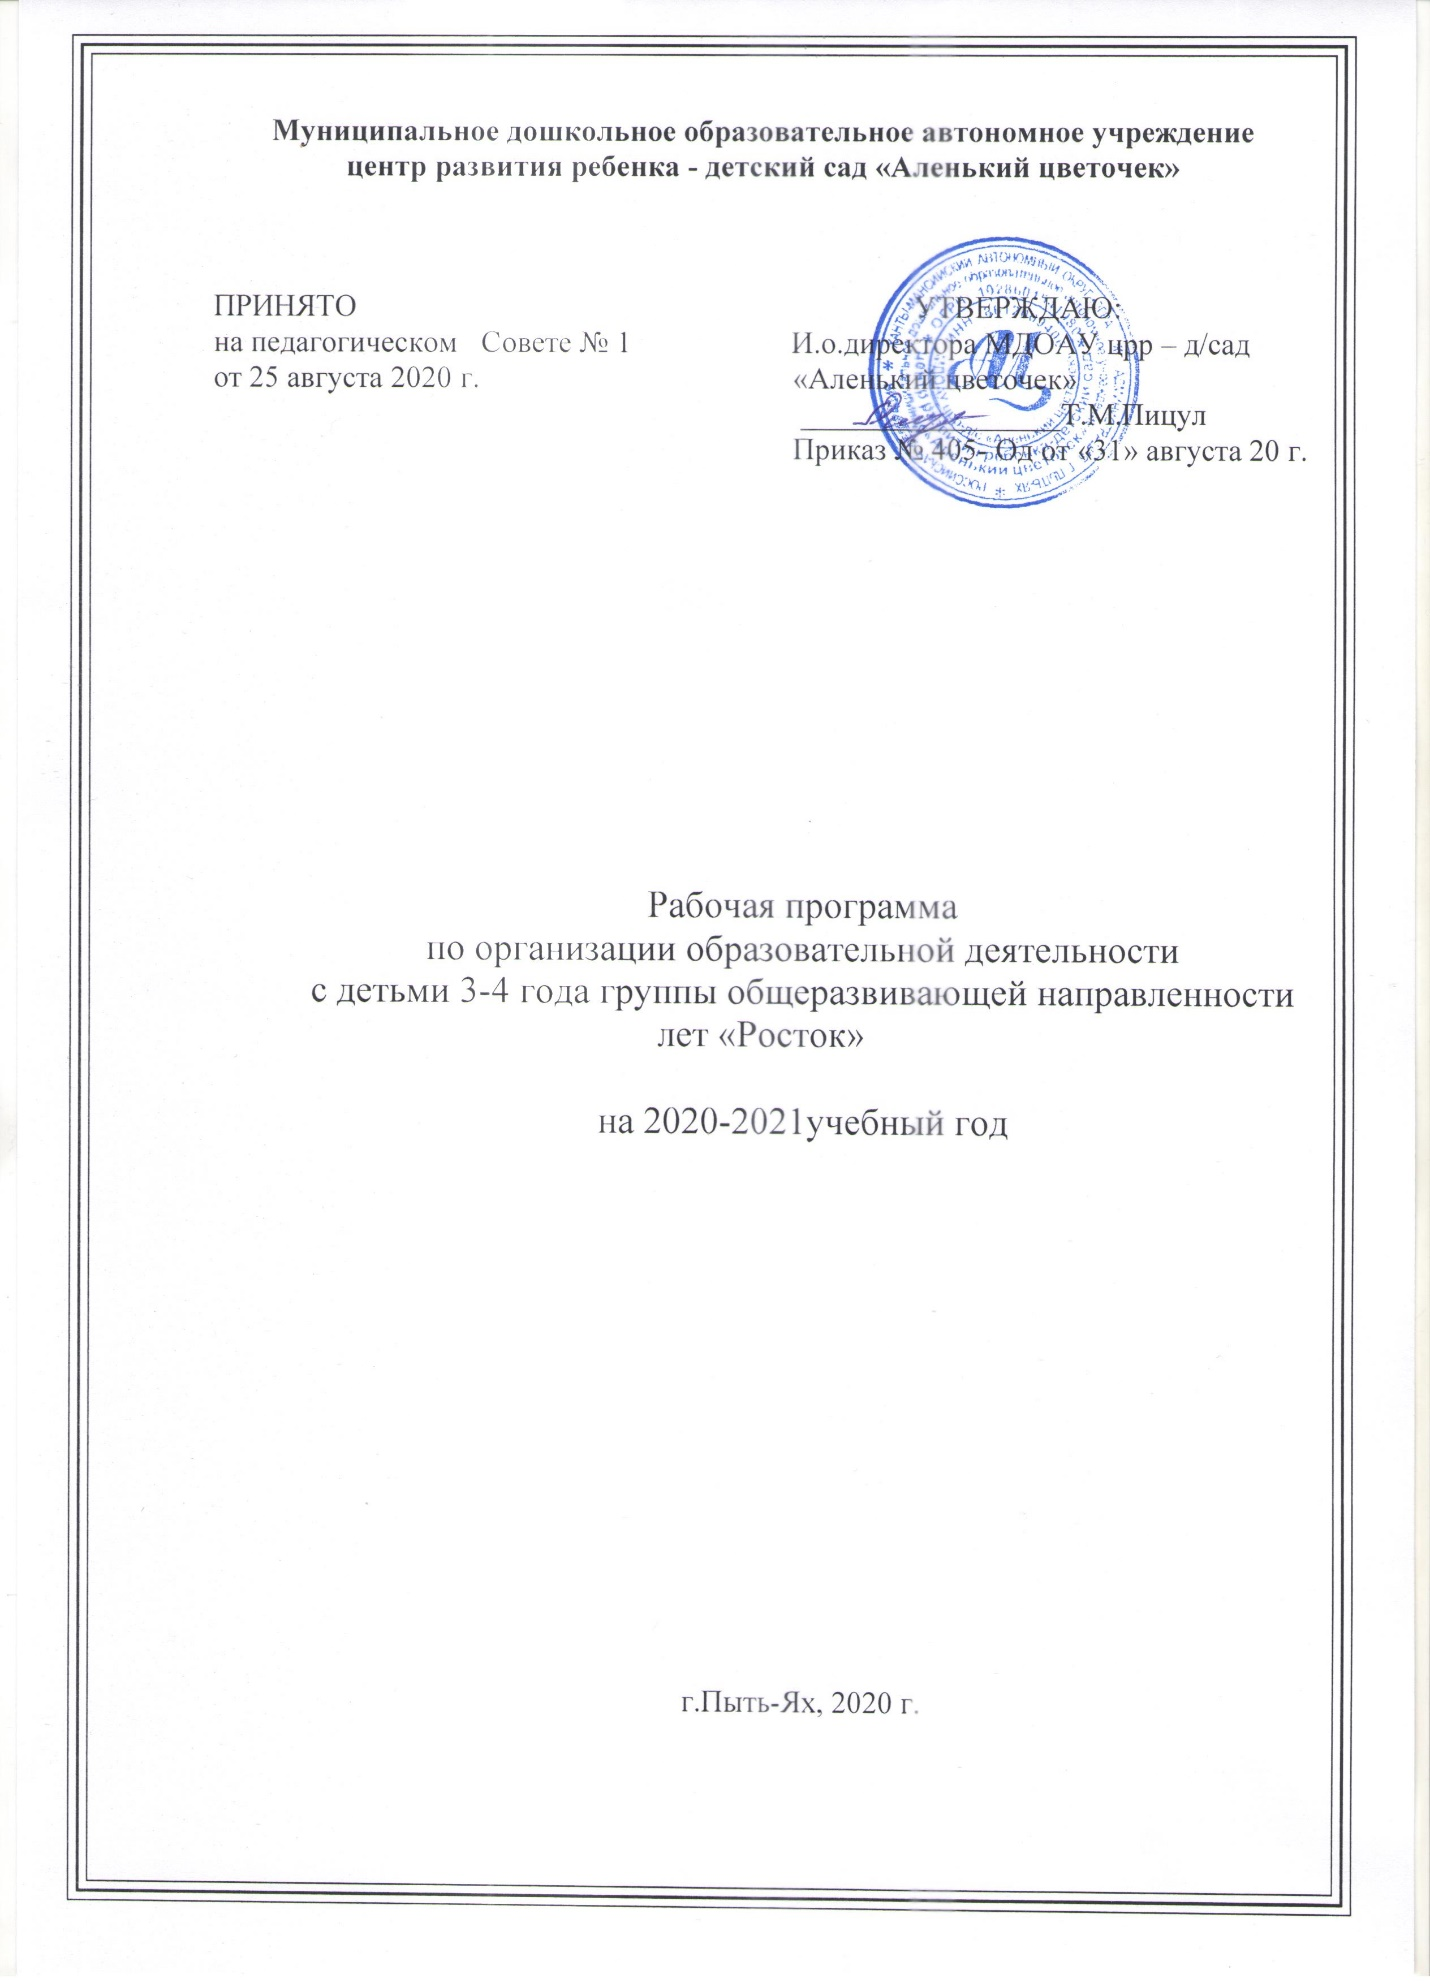 Муниципальное дошкольное образовательное автономное учреждение
центр развития ребенка - детский сад «Аленький цветочек»
ПРИНЯТО
на педагогическом Совете № 1
от 25 августа 2020 г.
УТВЕРЖДАЮ:
И.о.директора МДОАУ црр – д/сад
«Аленький цветочек»
Т.М.Пицул
Приказ № 405- Од от «31» августа 20 г.
Рабочая программа
по организации образовательной деятельности
с детьми 3-4 года группы общеразвивающей направленности
лет «Росток»
на 2020-2021учебный год
г.Пыть-Ях, 2020 г.